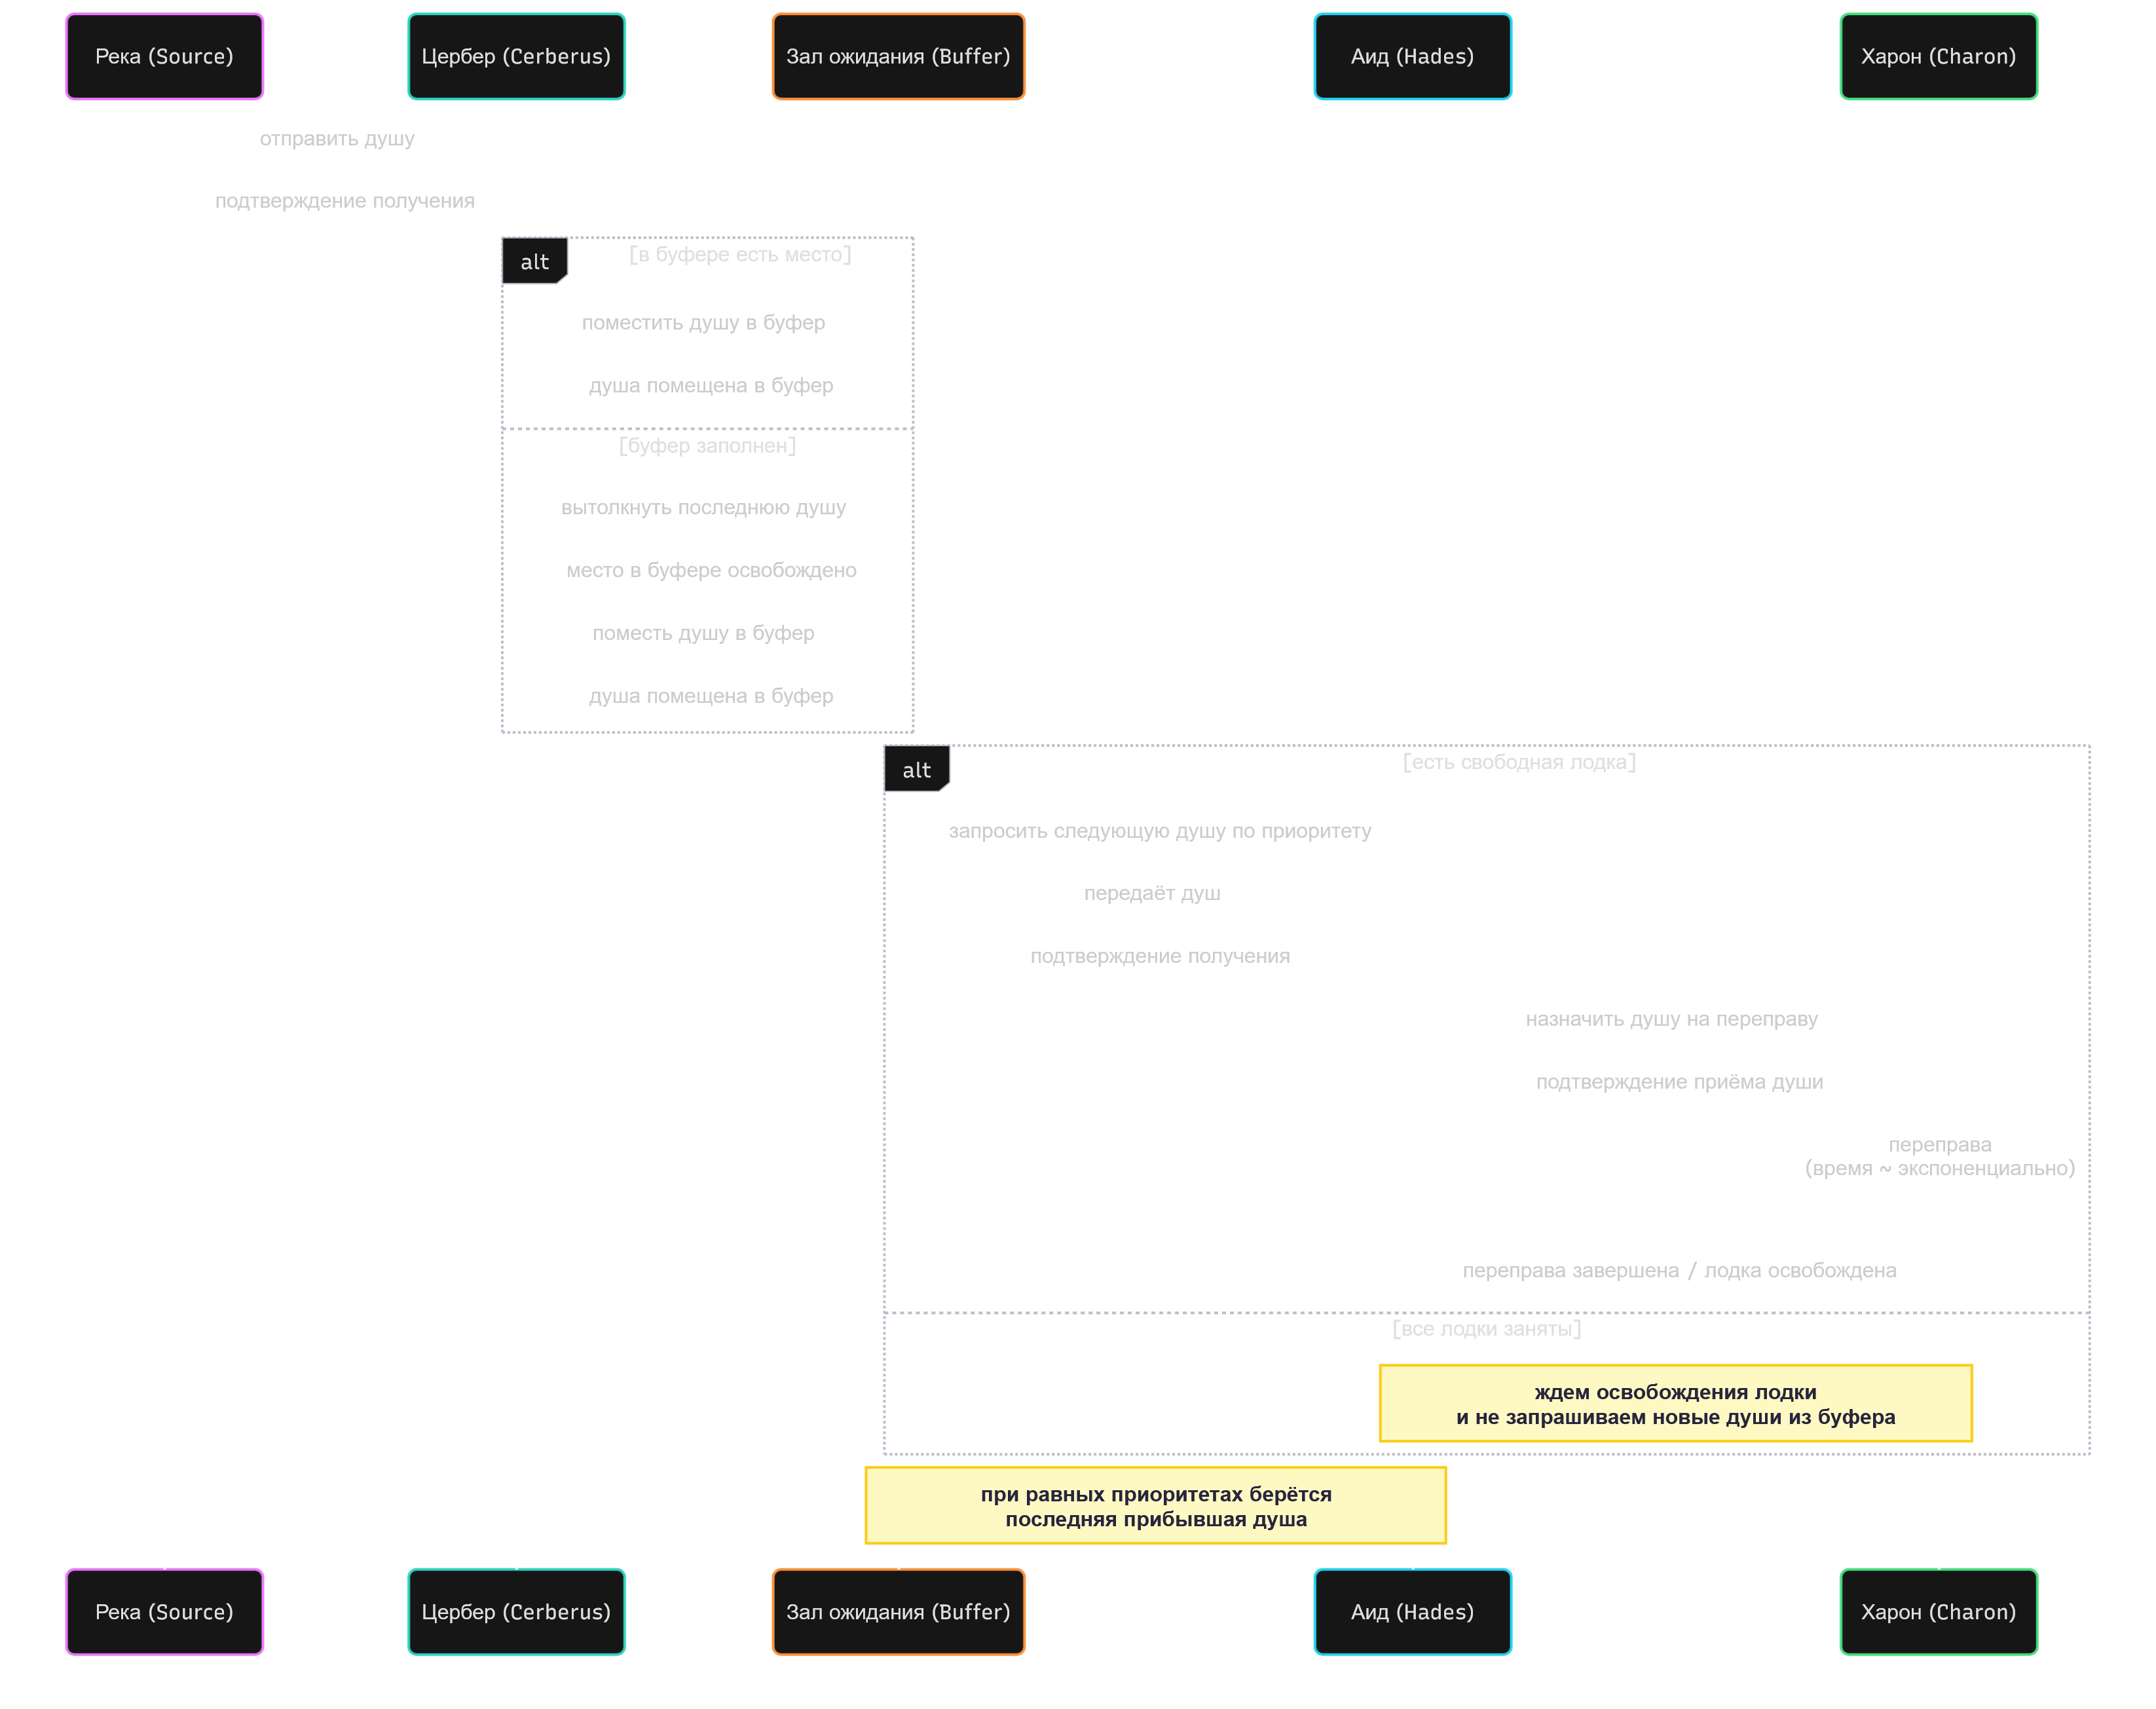 Река (Source)
Цербер (Cerberus)
Зал ожидания (Buffer)
Аид (Hades)
Харон (Charon)
отправить душу
подтверждение получения
alt
[в буфере есть место]
поместить душу в буфер
душа помещена в буфер
[буфер заполнен]
вытолкнуть последнюю душу
место в буфере освобождено
поместь душу в буфер
душа помещена в буфер
alt
[есть свободная лодка]
запросить следующую душу по приоритету
передаёт душ
подтверждение получения
назначить душу на переправу
подтверждение приёма души
переправа
(время ~ экспоненциально)
переправа завершена / лодка освобождена
[все лодки заняты]
ждем освобождения лодки
и не запрашиваем новые души из буфера
при равных приоритетах берётся
последняя прибывшая душа
Река (Source)
Цербер (Cerberus)
Зал ожидания (Buffer)
Аид (Hades)
Харон (Charon)